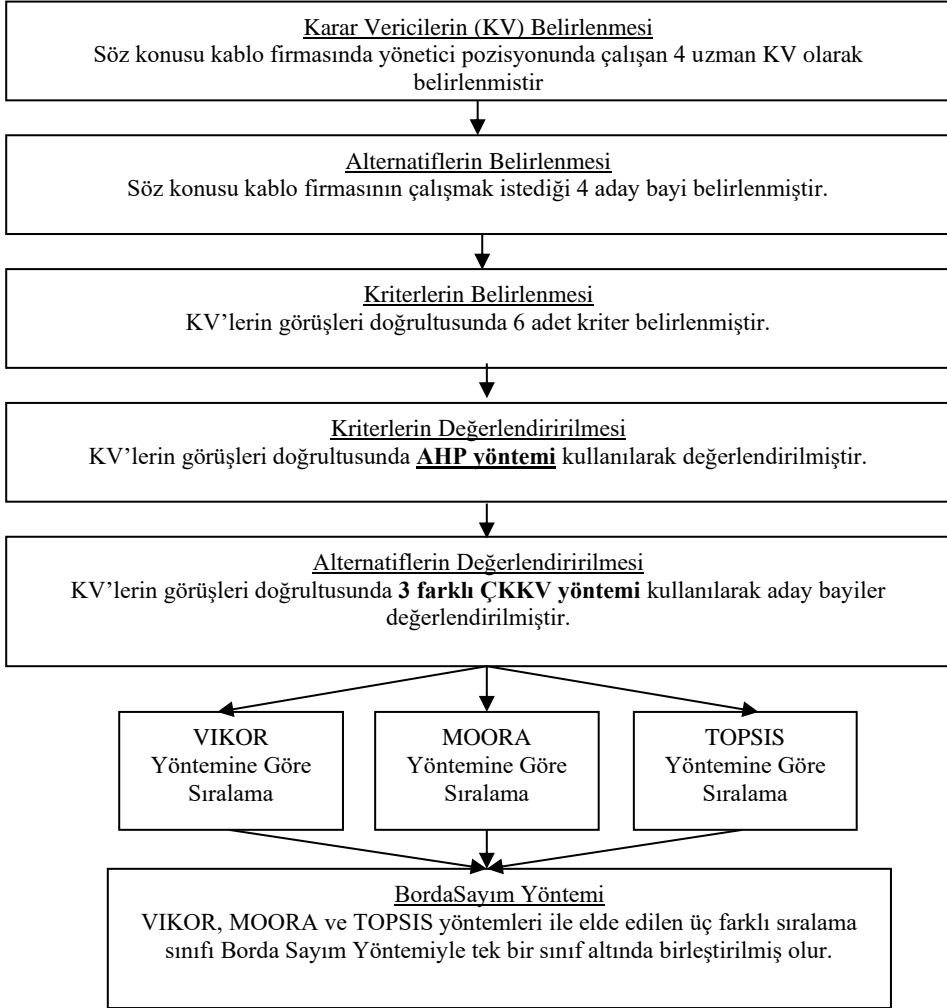 Karar Vericilerin (KV) Belirlenmesi
Söz konusu kablo firmasında yönetici pozisyonunda çalışan 4 uzman KV olarak
belirlenmistir
Alternatiflerin Belirlenmesi
Söz konusu kablo firmasının çalışmak istediği 4 aday bayi belirlenmiştir.
Kriterlerin Belirlenmesi
KV’lerin görüşleri doğrultusunda 6 adet kriter belirlenmiştir.
Kriterlerin Değerlendiririlmesi
KV’lerin görüşleri doğrultusunda AHP yöntemi kullanılarak değerlendirilmiştir.
Alternatiflerin Değerlendiririlmesi
KV’lerin görüşleri doğrultusunda 3 farklı ÇKKV yöntemi kullanılarak aday bayiler
değerlendirilmiştir.
VIKOR
Yöntemine Göre
Sıralama
MOORA
Yöntemine Göre
Sıralama
TOPSIS
Yöntemine Göre
Sıralama
BordaSayım Yöntemi
VIKOR, MOORA ve TOPSIS yöntemleri ile elde edilen üç farklı sıralama
sınıfı Borda Sayım Yöntemiyle tek bir sınıf altında birleştirilmiş olur.